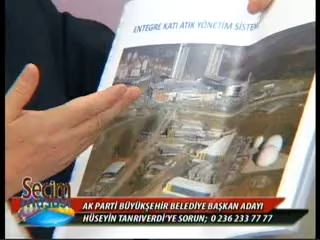 ENTEGRE KATI ATIK YÖNETİM SİSTEMİ
Seçim
AK PARTİ BÜYÜKŞEHİR BELEDİYE BAŞKAN ADAYI
HÜSEYİN TANRIVERDİ'YE SORUN; 0 236 233 77 77